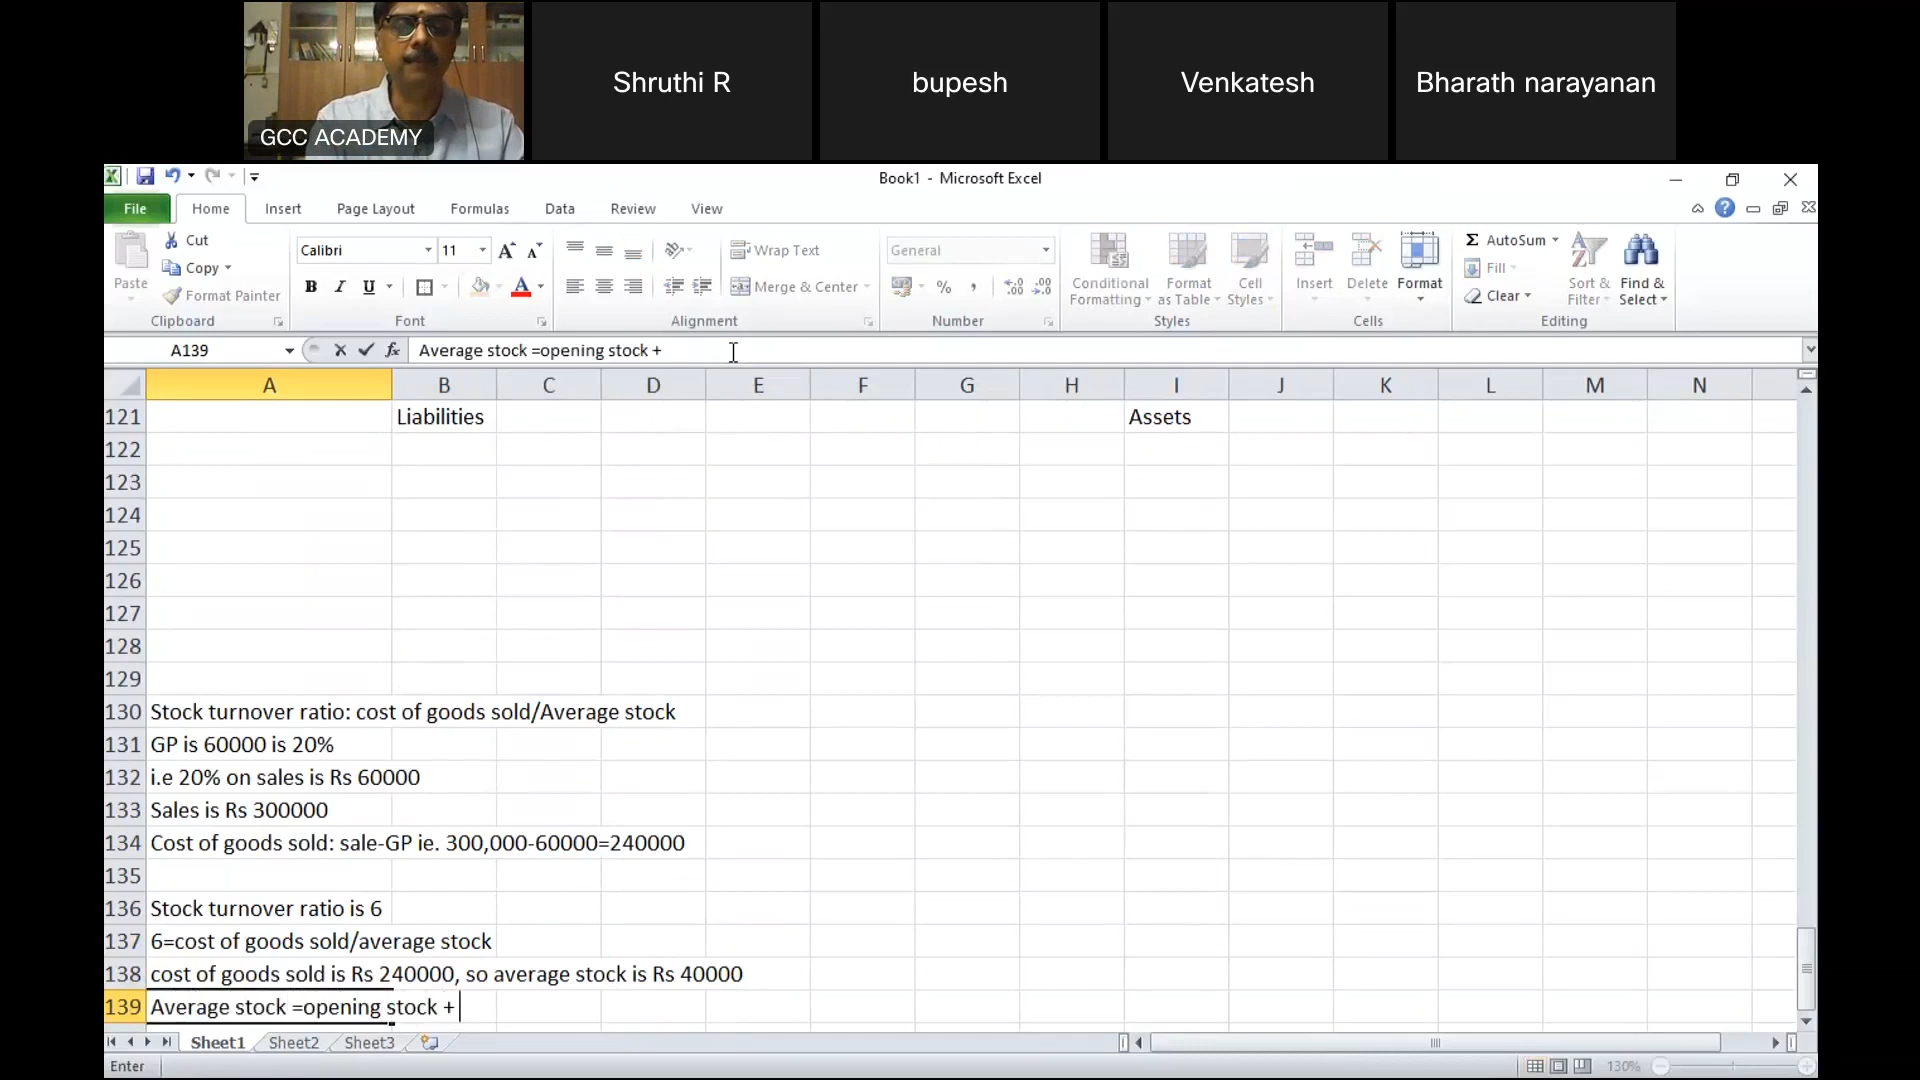 Shruthi R
bupesh
Venkatesh
Bharath narayanan
GCC ACADEMY
Book1 - Microsoft Excel
File Home Insert Page Layout Formulas Data Review View
Paste
Cut
Copy
Format Painter
Clipboard
Calibri 11
B I U
Font
Wrap Text
Merge & Center
Alignment
General
Number
Conditional Formatting
Format as Table
Cell Styles
Styles
Insert
Delete
Format
Cells
AutoSum
Fill
Clear
Sort & Filter
Find & Select
Editing
A139 fx Average stock =opening stock +
A B C D E F G H I J K L M N
121 Liabilities Assets
122
123
124
125
126
127
128
129
130 Stock turnover ratio: cost of goods sold/Average stock
131 GP is 60000 is 20%
132 i.e 20% on sales is Rs 60000
133 Sales is Rs 300000
134 Cost of goods sold: sale-GP ie. 300,000-60000=240000
135
136 Stock turnover ratio is 6
137 6=cost of goods sold/average stock
138 cost of goods sold is Rs 240000, so average stock is Rs 40000
139 Average stock =opening stock +
Sheet1 Sheet2 Sheet3
Enter 130%